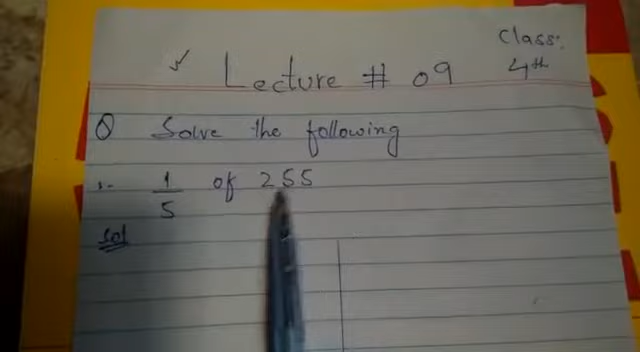 Class:
4th
Lecture # 09
Q Solve the following
1:- 1/5 of 255
Sol